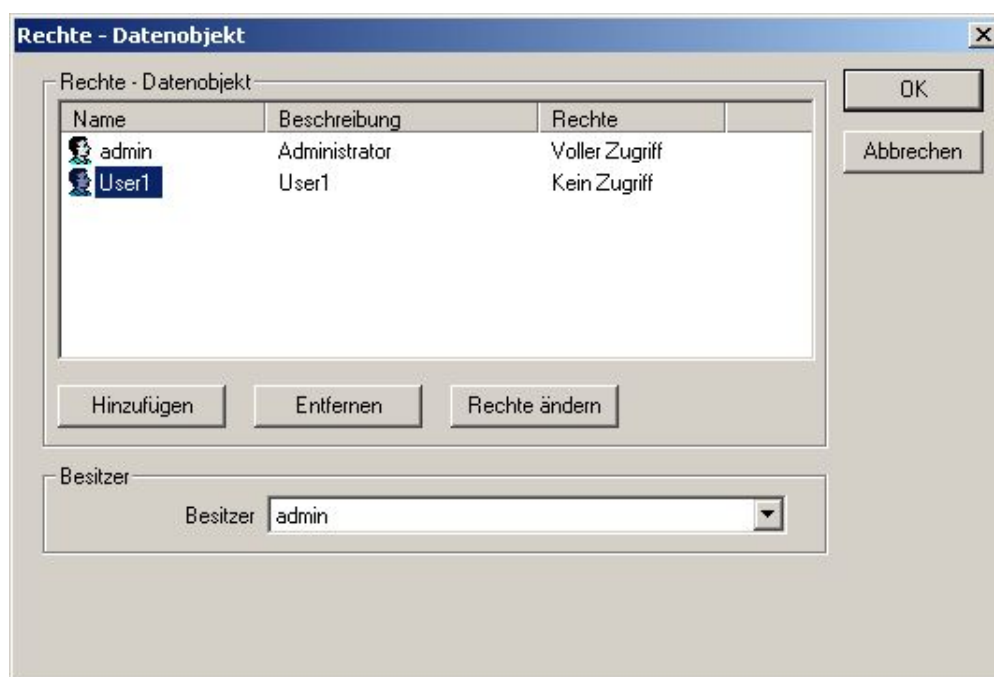 Rechte - Datenobjekt
Rechte - Datenobjekt
OK
Name Beschreibung Rechte
admin Administrator Voller Zugriff
Abbrechen
User1 User1 Kein Zugriff
Hinzufügen Entfernen Rechte ändern
Besitzer
Besitzer admin